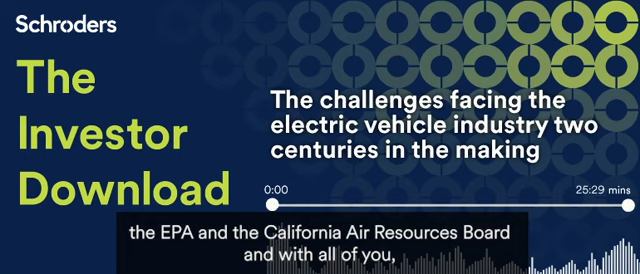 Schroders
The
Investor
Download
The challenges facing the
electric vehicle industry two
centuries in the making
0:00
25:29 mins
the EPA and the California Air Resources Board
and with all of you,